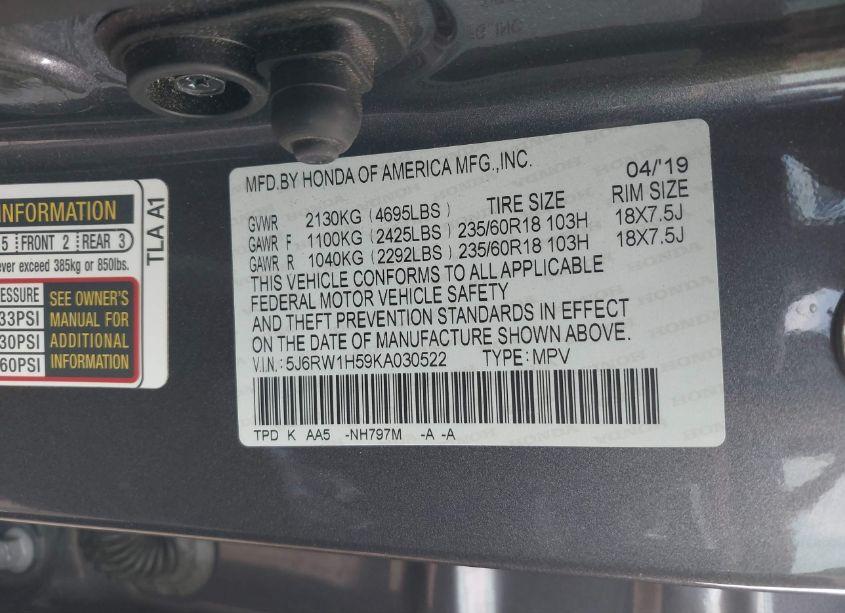 MFD.BY HONDA OF AMERICA MFG.,INC.
04/'19
TIRE SIZE RIM SIZE
GVWR 2130KG (4695LBS)
GAWR F 1100KG (2425LBS) 235/60R18 103H 18X7.5J
GAWR R 1040KG (2292LBS) 235/60R18 103H 18X7.5J
THIS VEHICLE CONFORMS TO ALL APPLICABLE
FEDERAL MOTOR VEHICLE SAFETY
AND THEFT PREVENTION STANDARDS IN EFFECT
ON THE DATE OF MANUFACTURE SHOWN ABOVE.
V.I.N.: 5J6RW1H59KA030522 TYPE: MPV
TPD K AA5 -NH797M -A -A
INFORMATION
5 FRONT 2 REAR 3
ever exceed 385kg or 850lbs.
ESSURE
33PSI
30PSI
60PSI
SEE OWNER'S
MANUAL FOR
ADDITIONAL
INFORMATION
TLA A1